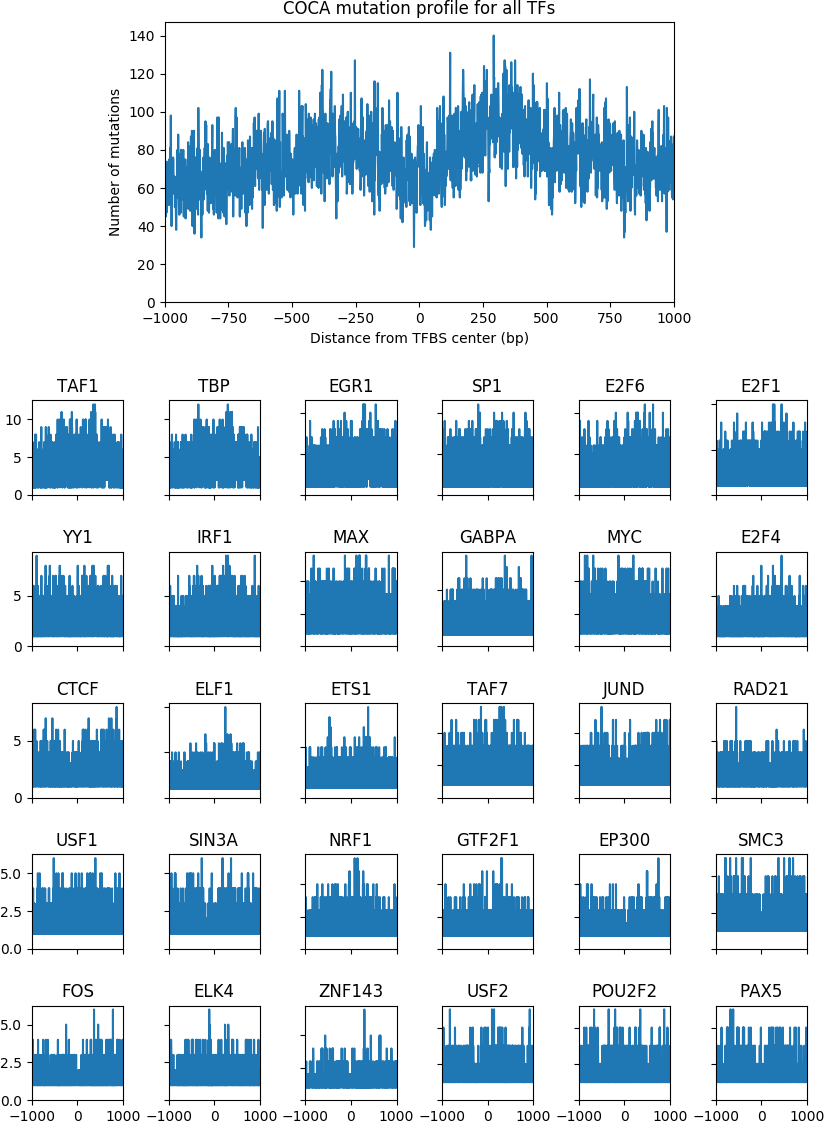 COCA mutation profile for all TFs
140
120
100
80
60
40
20
0
Number of mutations
−1000 −750 −500 −250 0 250 500 750 1000
Distance from TFBS center (bp)
TAF1 TBP EGR1 SP1 E2F6 E2F1
10
5
0
YY1 IRF1 MAX GABPA MYC E2F4
5
0
CTCF ELF1 ETS1 TAF7 JUND RAD21
5
0
USF1 SIN3A NRF1 GTF2F1 EP300 SMC3
5.0
2.5
0.0
FOS ELK4 ZNF143 USF2 POU2F2 PAX5
5.0
2.5
0.0
−1000 0 1000 −1000 0 1000 −1000 0 1000 −1000 0 1000 −1000 0 1000 −1000 0 1000